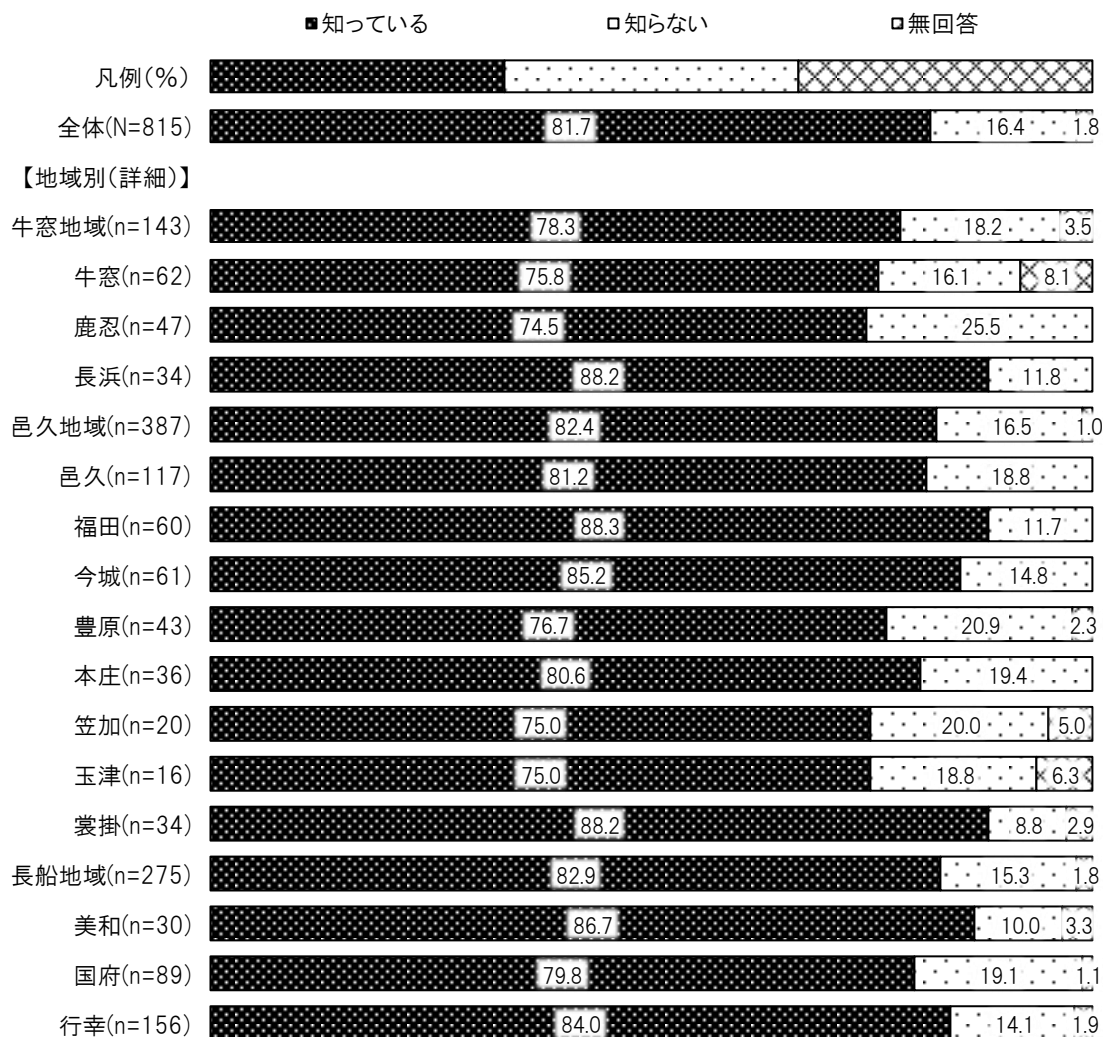 知っている 知らない 無回答
凡例(%)
全体(N=815) 81.7 16.4 1.8
【地域別(詳細)】
牛窓地域(n=143) 78.3 18.2 3.5
牛窓(n=62) 75.8 16.1 8.1
鹿忍(n=47) 74.5 25.5
長浜(n=34) 88.2 11.8
邑久地域(n=387) 82.4 16.5 1.0
邑久(n=117) 81.2 18.8
福田(n=60) 88.3 11.7
今城(n=61) 85.2 14.8
豊原(n=43) 76.7 20.9 2.3
本庄(n=36) 80.6 19.4
笠加(n=20) 75.0 20.0 5.0
玉津(n=16) 75.0 18.8 6.3
裳掛(n=34) 88.2 8.8 2.9
長船地域(n=275) 82.9 15.3 1.8
美和(n=30) 86.7 10.0 3.3
国府(n=89) 79.8 19.1 1.1
行幸(n=156) 84.0 14.1 1.9